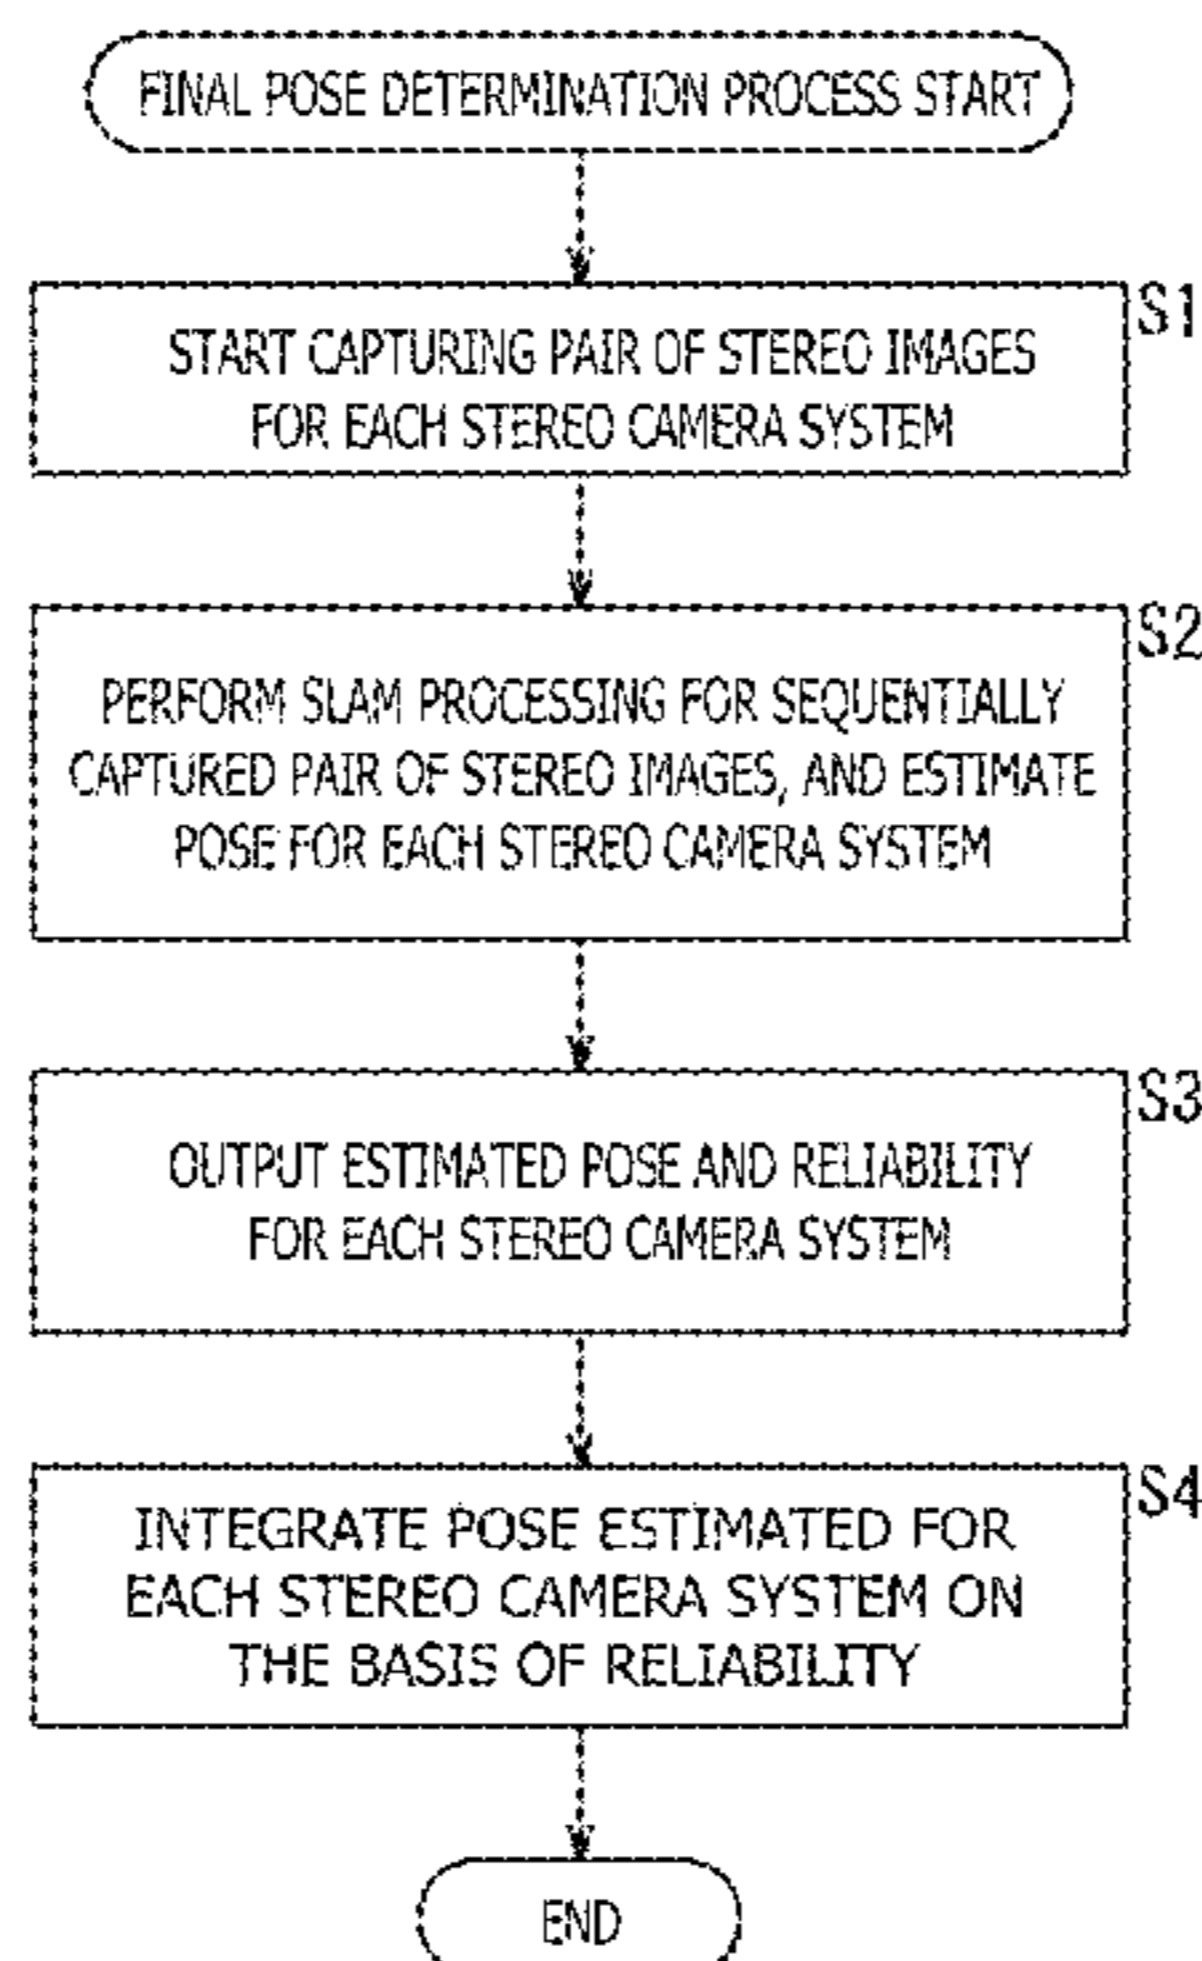 FINAL POSE DETERMINATION PROCESS START
S1
START CAPTURING PAIR OF STEREO IMAGES
FOR EACH STEREO CAMERA SYSTEM
S2
PERFORM SLAM PROCESSING FOR SEQUENTIALLY
CAPTURED PAIR OF STEREO IMAGES, AND ESTIMATE
POSE FOR EACH STEREO CAMERA SYSTEM
S3
OUTPUT ESTIMATED POSE AND RELIABILITY
FOR EACH STEREO CAMERA SYSTEM
S4
INTEGRATE POSE ESTIMATED FOR
EACH STEREO CAMERA SYSTEM ON
THE BASIS OF RELIABILITY
END